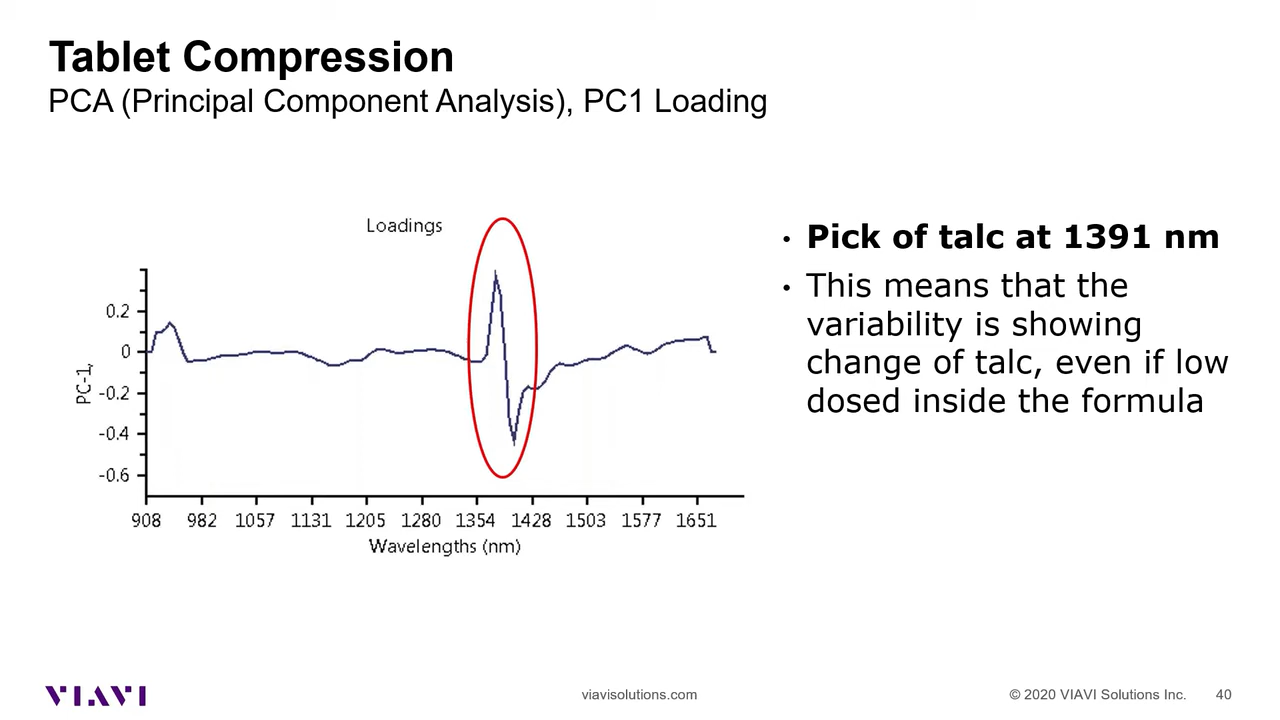 Tablet Compression
PCA (Principal Component Analysis), PC1 Loading
Loadings
PC-1,
0.2
0
-0.2
-0.4
-0.6
908 982 1057 1131 1205 1280 1354 1428 1503 1577 1651
Wavelengths (nm)
• Pick of talc at 1391 nm
• This means that the
variability is showing
change of talc, even if low
dosed inside the formula
VIAVI
viavisolutions.com
© 2020 VIAVI Solutions Inc.
40